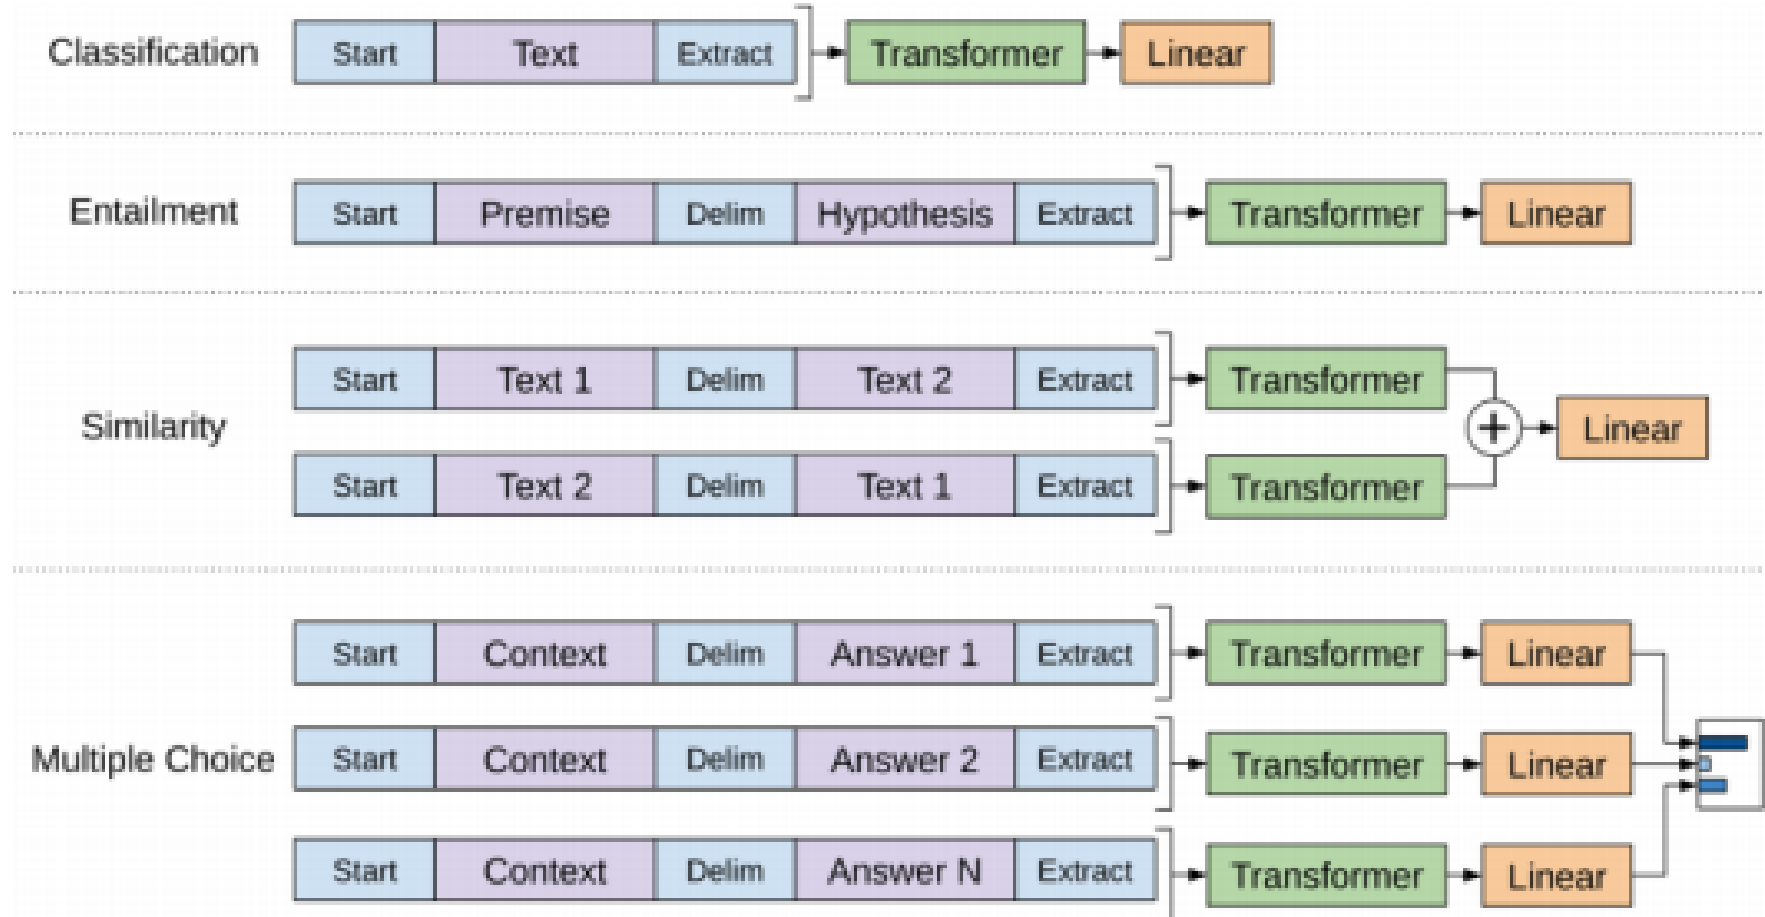 Classification Start Text Extract Transformer Linear
Entailment Start Premise Delim Hypothesis Extract Transformer Linear
Start Text 1 Delim Text 2 Extract Transformer
Similarity + Linear
Start Text 2 Delim Text 1 Extract Transformer
Start Context Delim Answer 1 Extract Transformer Linear
Multiple Choice Start Context Delim Answer 2 Extract Transformer Linear
Start Context Delim Answer N Extract Transformer Linear